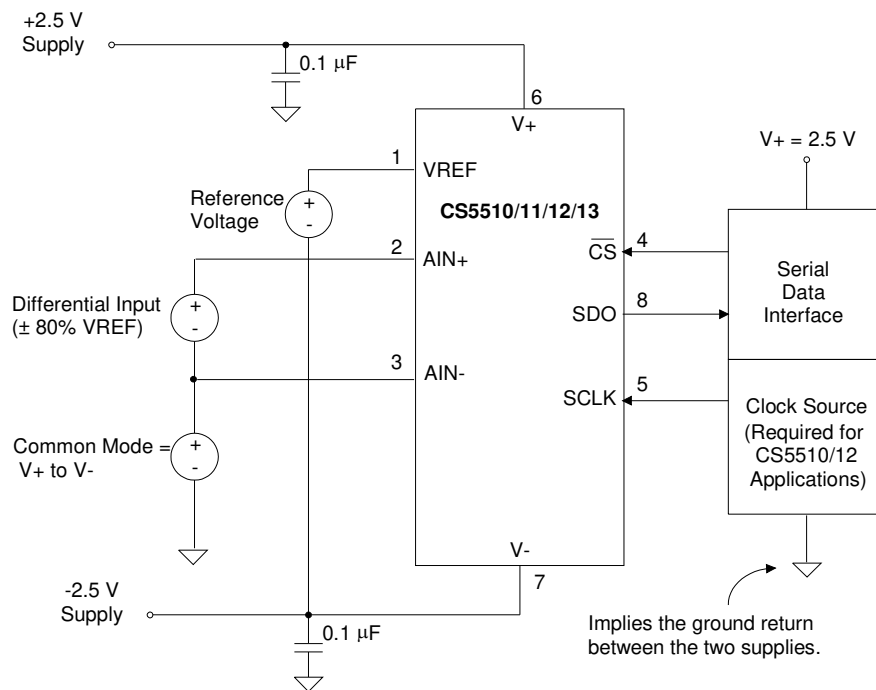 +2.5 V
Supply
0.1 µF
6
V+
V+ = 2.5 V
1
VREF
Reference
Voltage
+
-
CS5510/11/12/13
2
AIN+
4
CS
Serial
Data
Interface
8
SDO
Differential Input
(± 80% VREF)
+
-
3
AIN-
5
SCLK
Clock Source
(Required for
CS5510/12
Applications)
Common Mode =
V+ to V-
+
-
V-
7
-2.5 V
Supply
0.1 µF
Implies the ground return
between the two supplies.